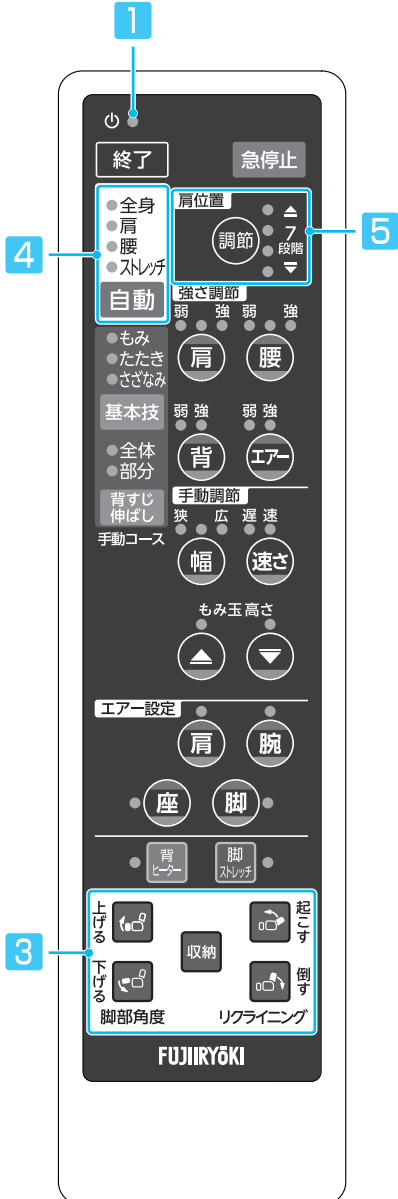 1
終了
急停止
4
全身
肩
腰
ストレッチ
自動
肩位置
調節
7
段階
5
強さ調節
弱 強 弱 強
肩 腰
もみ
たたき
さざなみ
基本技
弱 強 弱 強
背 エアー
全体
部分
背すじ
伸ばし
手動コース
手動調節
狭 広 遅 速
幅 速さ
もみ玉高さ
エアー設定
肩 腕
座 脚
背
ヒーター
脚
ストレッチ
3
上げる
下げる
脚部角度
収納
起こす
倒す
リクライニング
FUJIIRYōKI